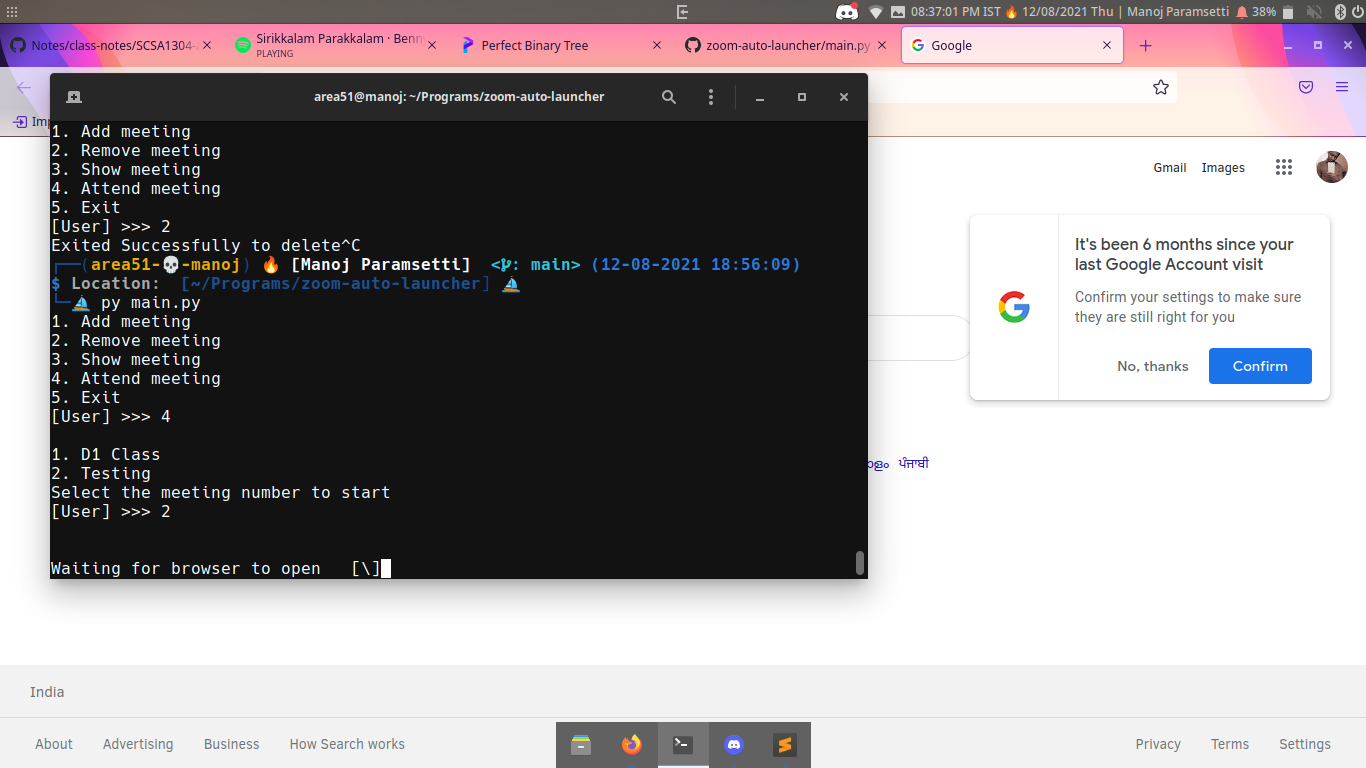 08:37:01 PM IST 🔥 12/08/2021 Thu | Manoj Paramsetti 38%
Notes/class-notes/SCSA1304-
Sirikkalam Parakkalam · Benn
PLAYING
Perfect Binary Tree
zoom-auto-launcher/main.py
Google
Imp
area51@manoj: ~/Programs/zoom-auto-launcher
1. Add meeting
2. Remove meeting
3. Show meeting
4. Attend meeting
5. Exit
[User] >>> 2
Exited Successfully to delete^C
┌──(area51-💀-manoj) 🔥 [Manoj Paramsetti] <: main> (12-08-2021 18:56:09)
$ Location: [~/Programs/zoom-auto-launcher] ⛵
└─⛵ py main.py
1. Add meeting
2. Remove meeting
3. Show meeting
4. Attend meeting
5. Exit
[User] >>> 4
1. D1 Class
2. Testing
Select the meeting number to start
[User] >>> 2
Waiting for browser to open [\]
Gmail Images
It's been 6 months since your
last Google Account visit
Confirm your settings to make sure
they are still right for you
No, thanks Confirm
ਪੰਜਾਬੀ
India
About Advertising Business How Search works
Privacy Terms Settings